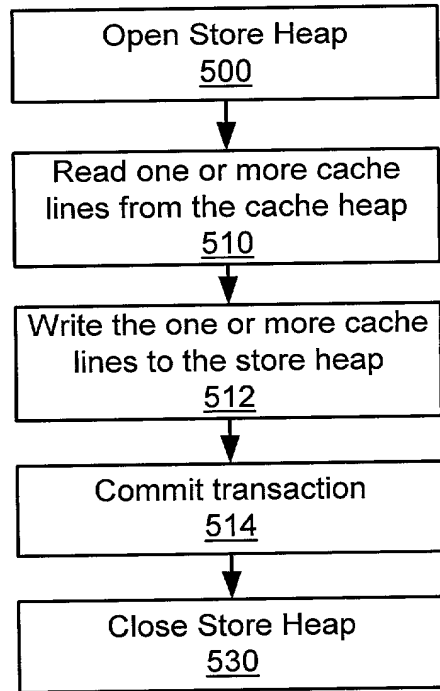 Open Store Heap
500
Read one or more cache
lines from the cache heap
510
Write the one or more cache
lines to the store heap
512
Commit transaction
514
Close Store Heap
530